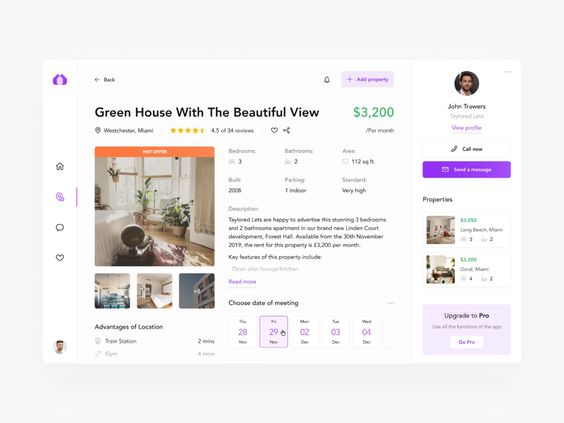 Back
Add property
Green House With The Beautiful View
$3,200
Westchester, Miami
4.5 of 34 reviews
/Per month
HOT OFFER
Bedrooms:
3
Bathrooms:
2
Area:
112 sq.ft.
Built:
2008
Parking:
1 indoor
Standard:
Very high
Description:
Taylored Lets are happy to advertise this stunning 3 bedrooms
and 2 bathrooms apartment in our brand new Linden Court
development, Forest Hall. Available from the 30th November
2019, the rent for this property is £3,200 per month.
Key features of this property include:
- Open plan lounge/kitchen
Read more
Choose date of meeting
Thu
28
Nov
Fri
29
Nov
Mon
02
Dec
Tue
03
Dec
Wed
04
Dec
Advantages of Location
Train Station
2 mins
Gym
4 mins
John Trawers
Taylored Lets
View profile
Call now
Send a message
Properties
$3,050
Long Beach, Miami
3
2
$3,200
Doral, Miami
4
2
Upgrade to Pro
Use all the functions of the app
Go Pro